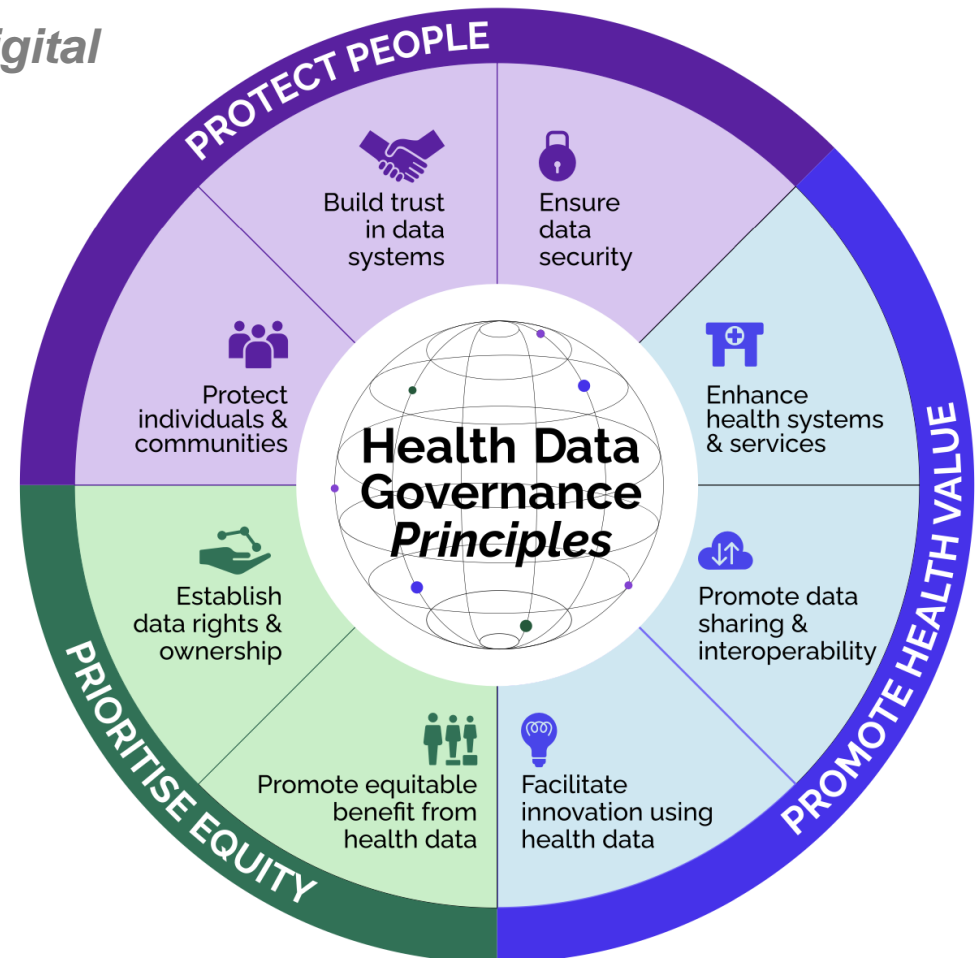 PROTECT PEOPLE
Build trust
in data
systems
Ensure
data
security
Protect
individuals &
communities
Enhance
health systems
& services
PROMOTE HEALTH VALUE
Health Data
Governance
Principles
Establish
data rights &
ownership
Promote data
sharing &
interoperability
PRIORITISE EQUITY
Promote equitable
benefit from
health data
Facilitate
innovation using
health data